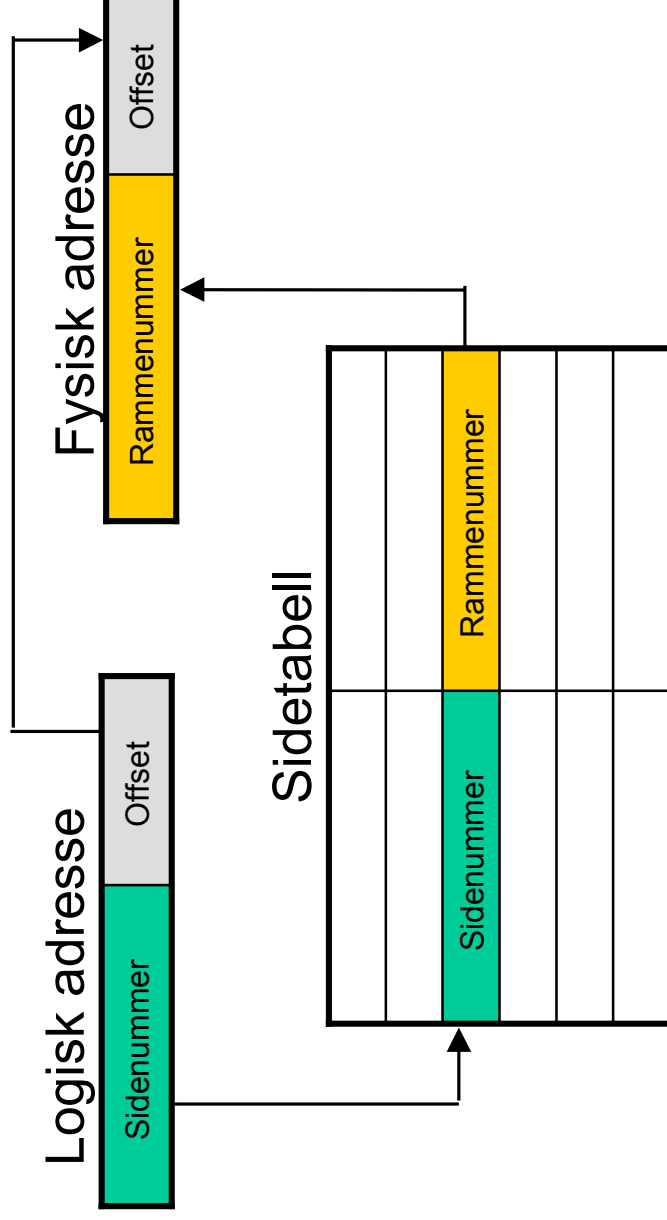 Logisk adresse
Fysisk adresse
Sidenummer Offset
Rammenummer Offset
Sidetabell
Sidenummer Rammenummer